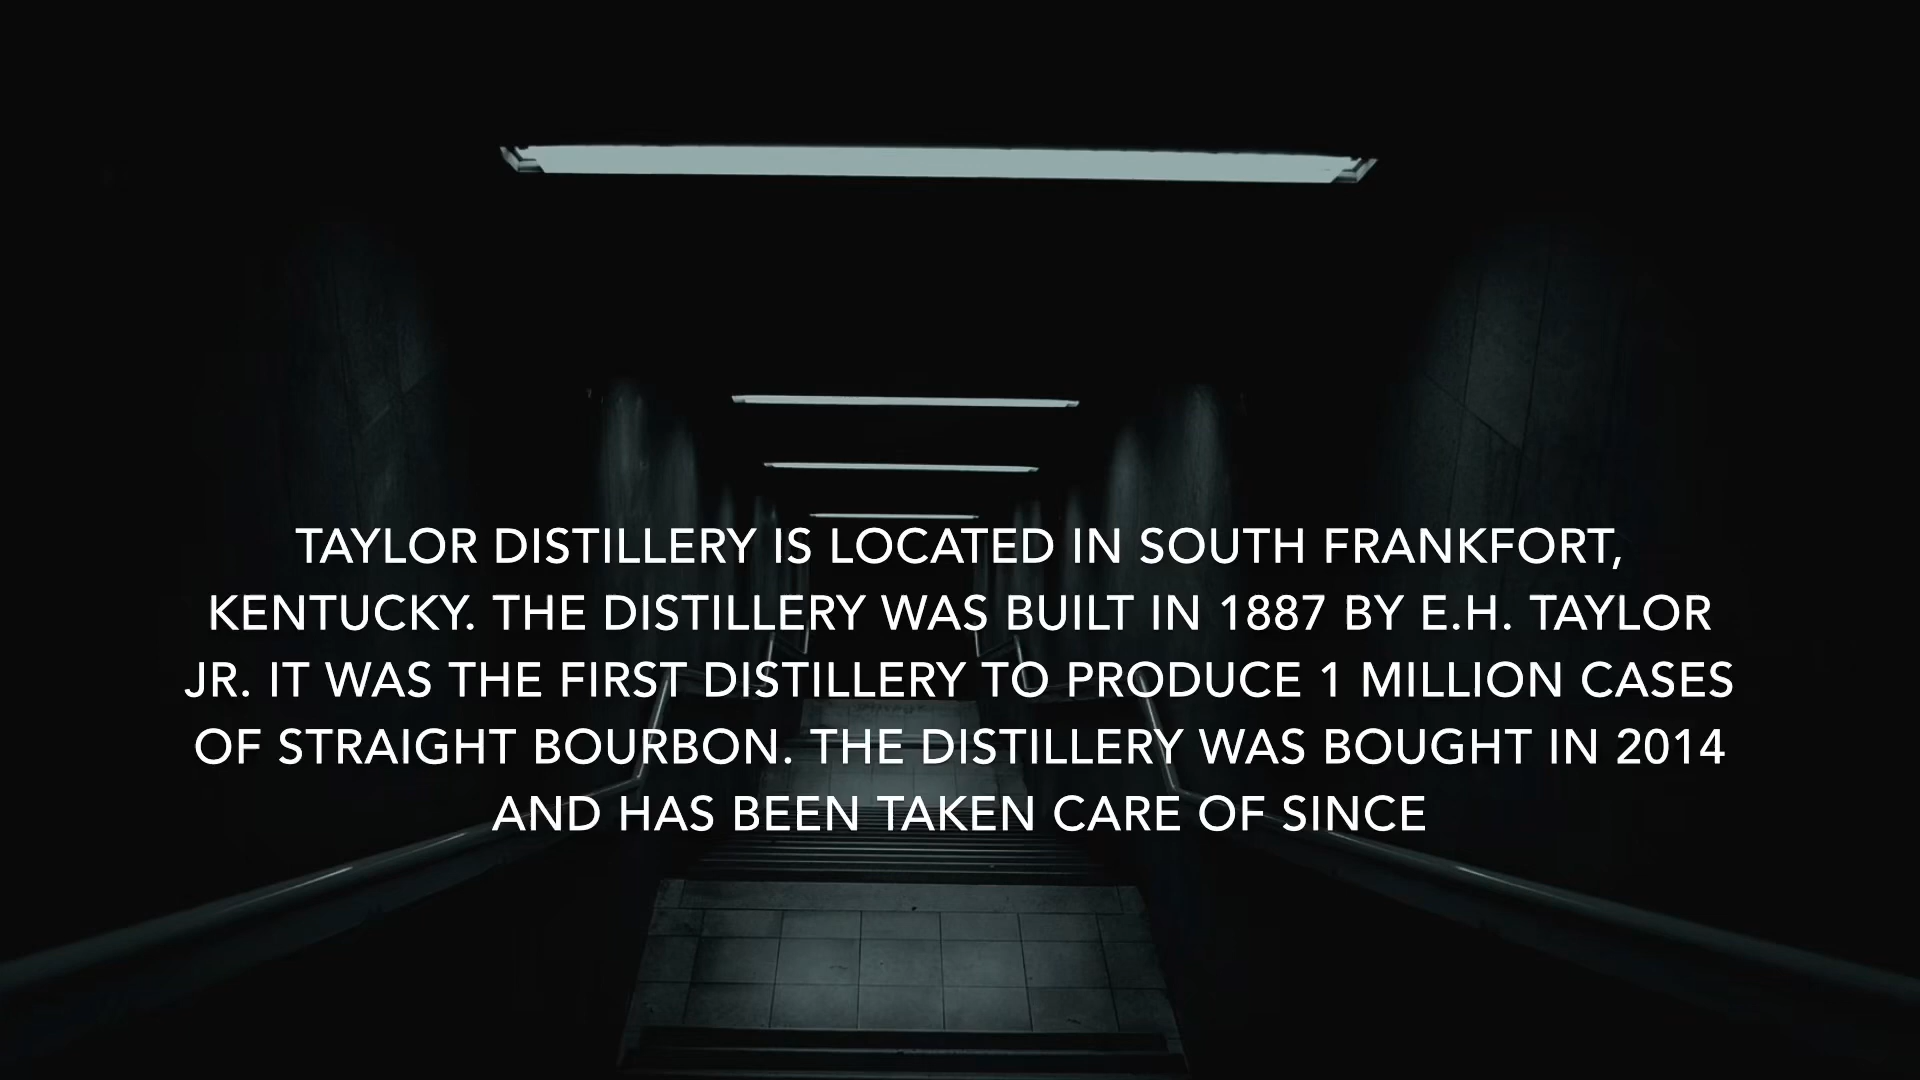 TAYLOR DISTILLERY IS LOCATED IN SOUTH FRANKFORT,
KENTUCKY. THE DISTILLERY WAS BUILT IN 1887 BY E.H. TAYLOR
JR. IT WAS THE FIRST DISTILLERY TO PRODUCE 1 MILLION CASES
OF STRAIGHT BOURBON. THE DISTILLERY WAS BOUGHT IN 2014
AND HAS BEEN TAKEN CARE OF SINCE